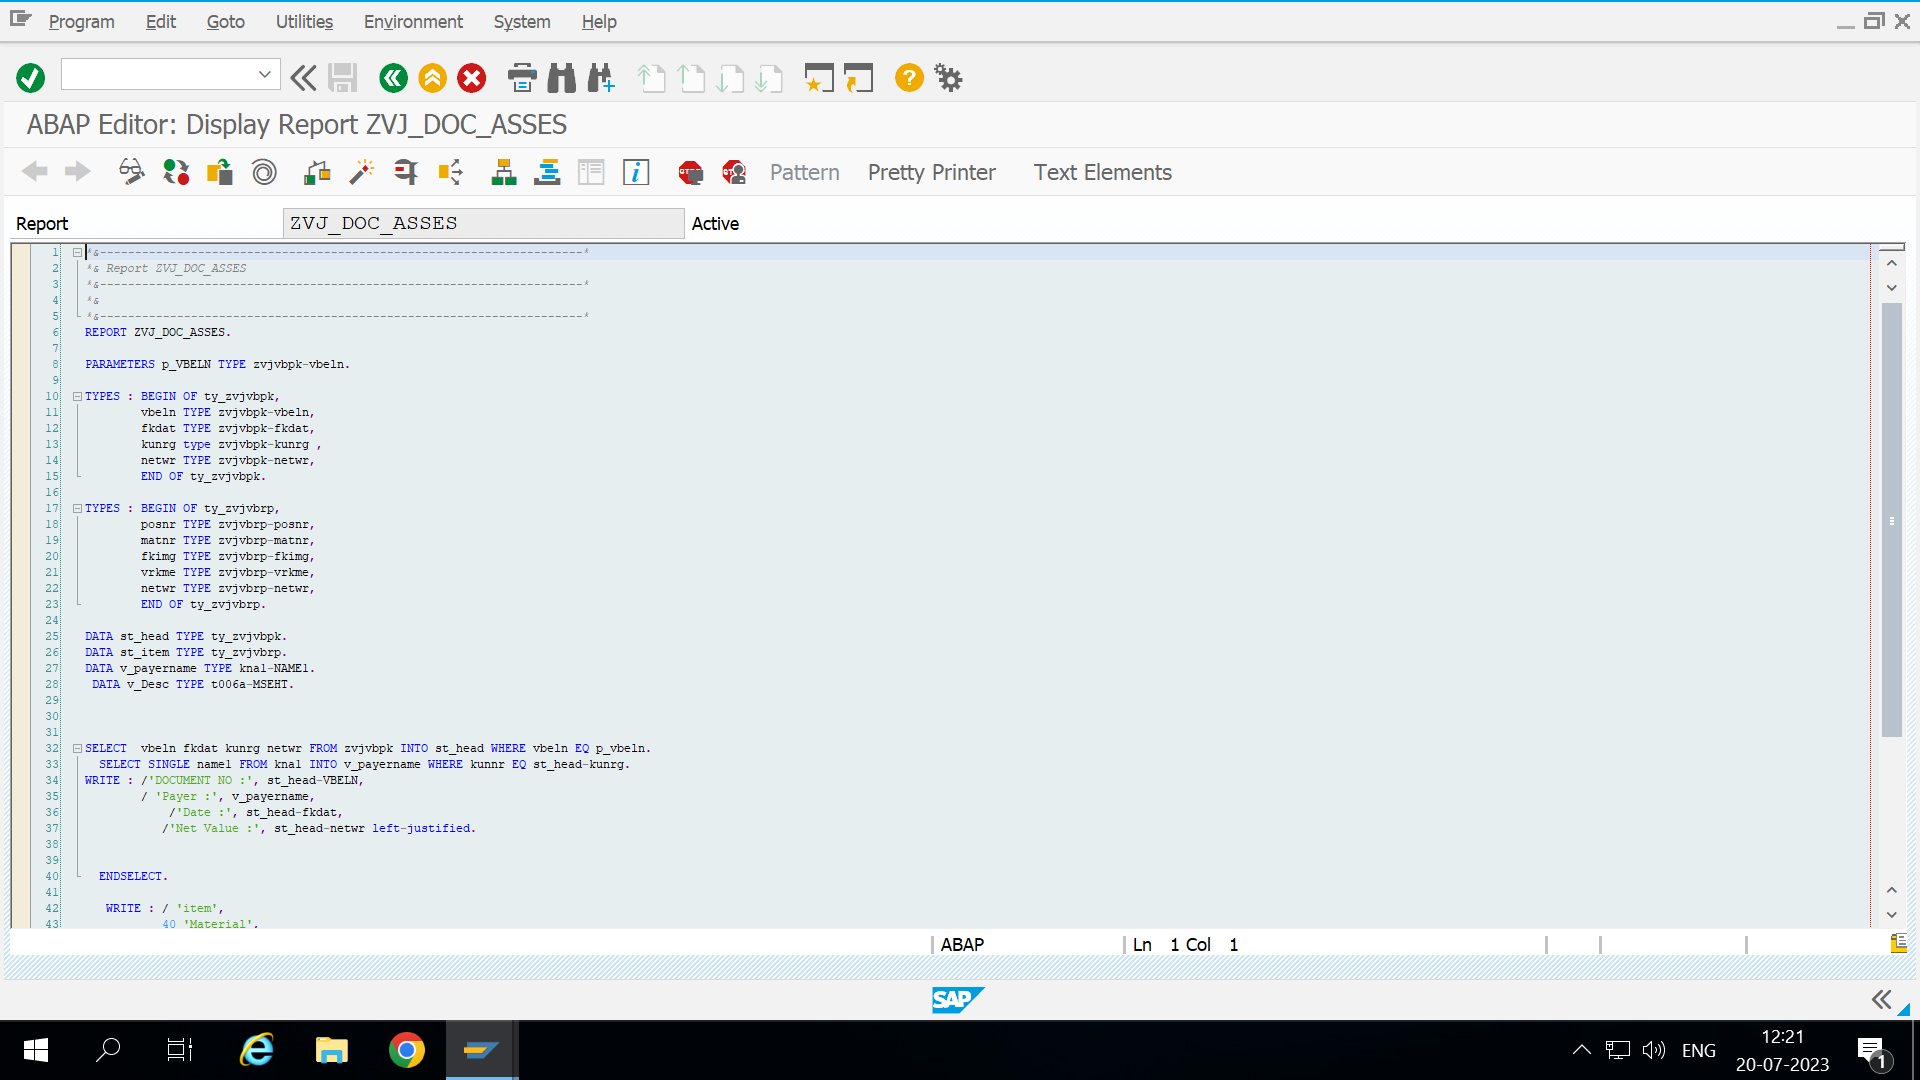 Program Edit Goto Utilities Environment System Help
ABAP Editor: Display Report ZVJ_DOC_ASSES
Pattern Pretty Printer Text Elements
Report ZVJ_DOC_ASSES Active
1 *&---------------------------------------------------------------------*
2 *& Report ZVJ_DOC_ASSES
3 *&---------------------------------------------------------------------*
4 *&
5 *&---------------------------------------------------------------------*
6 REPORT ZVJ_DOC_ASSES.
7
8 PARAMETERS p_VBELN TYPE zvjvbpk-vbeln.
9
10 TYPES : BEGIN OF ty_zvjvbpk,
11 vbeln TYPE zvjvbpk-vbeln,
12 fkdat TYPE zvjvbpk-fkdat,
13 kunrg type zvjvbpk-kunrg ,
14 netwr TYPE zvjvbpk-netwr,
15 END OF ty_zvjvbpk.
16
17 TYPES : BEGIN OF ty_zvjvbrp,
18 posnr TYPE zvjvbrp-posnr,
19 matnr TYPE zvjvbrp-matnr,
20 fkimg TYPE zvjvbrp-fkimg,
21 vrkme TYPE zvjvbrp-vrkme,
22 netwr TYPE zvjvbrp-netwr,
23 END OF ty_zvjvbrp.
24
25 DATA st_head TYPE ty_zvjvbpk.
26 DATA st_item TYPE ty_zvjvbrp.
27 DATA v_payername TYPE kna1-NAME1.
28 DATA v_Desc TYPE t006a-MSEHT.
29
30
31
32 SELECT  vbeln fkdat kunrg netwr FROM zvjvbpk INTO st_head WHERE vbeln EQ p_vbeln.
33 SELECT SINGLE name1 FROM kna1 INTO v_payername WHERE kunnr EQ st_head-kunrg.
34 WRITE : /'DOCUMENT NO :', st_head-VBELN,
35 / 'Payer :', v_payername,
36 /'Date :', st_head-fkdat,
37 /'Net Value :', st_head-netwr left-justified.
38
39
40 ENDSELECT.
41
42 WRITE : / 'item',
43 40 'Material',
ABAP Ln 1 Col 1
SAP
ENG 12:21
20-07-2023 1